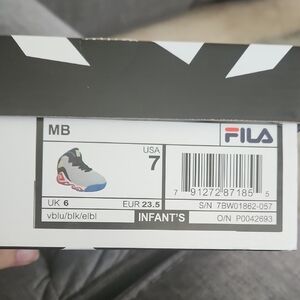 MB
FILA
USA
7
UK 6
EUR 23.5
7 91272 87185 5
S/N 7BW01862-057
vblu/blk/elbl
INFANT'S
O/N P0042693